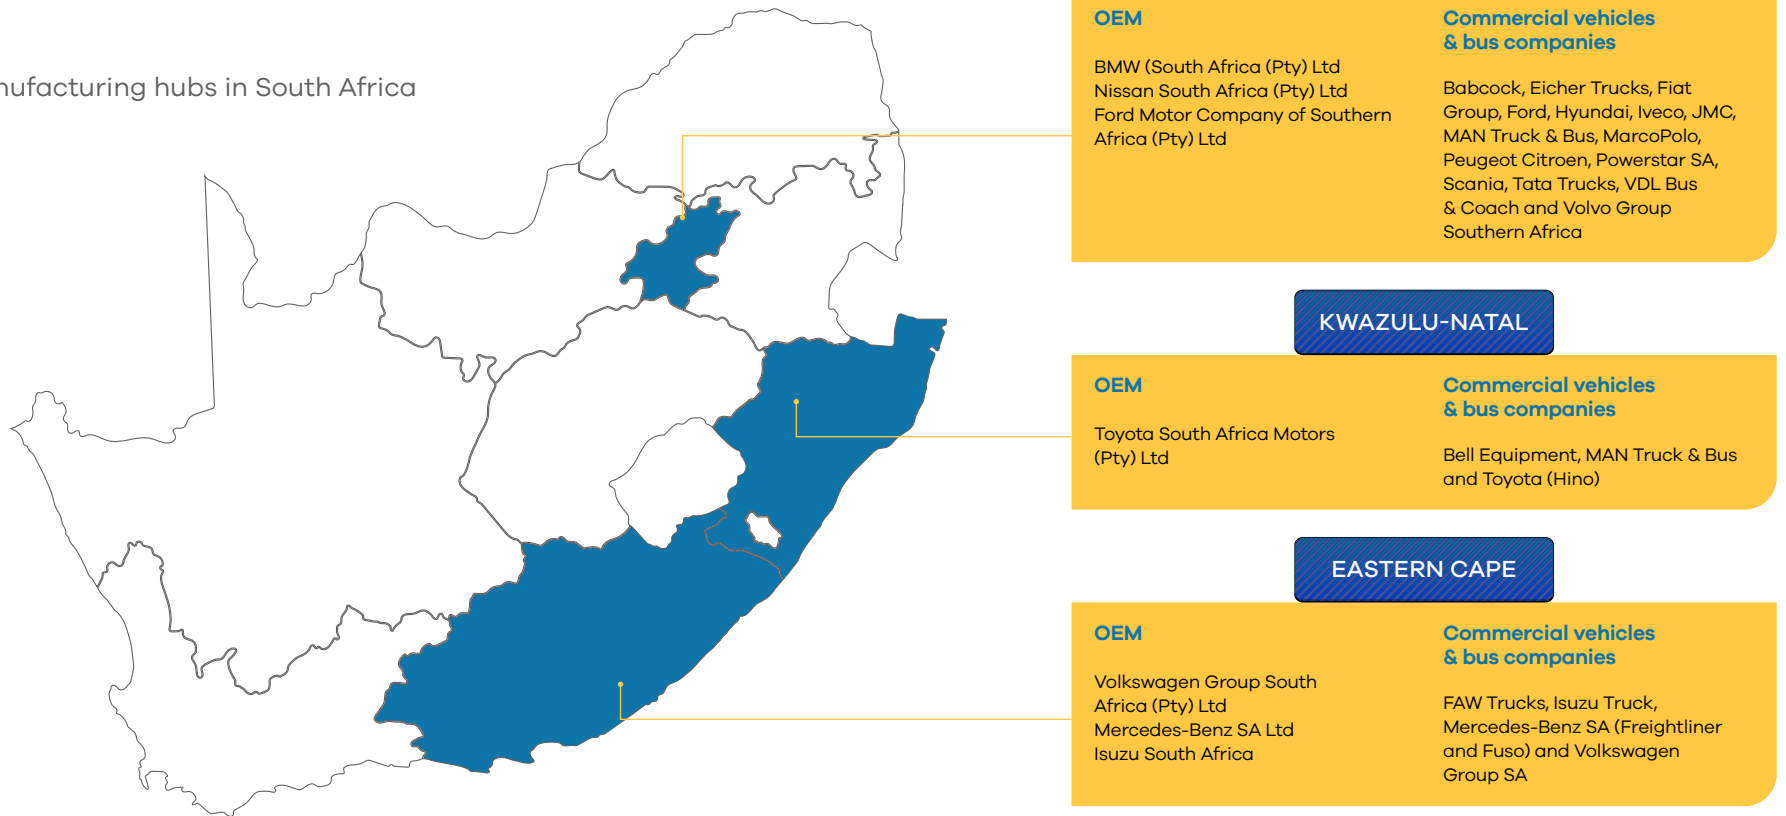 nufacturing hubs in South Africa
OEM
BMW (South Africa (Pty) Ltd
Nissan South Africa (Pty) Ltd
Ford Motor Company of Southern
Africa (Pty) Ltd
Commercial vehicles
& bus companies
Babcock, Eicher Trucks, Fiat
Group, Ford, Hyundai, Iveco, JMC,
MAN Truck & Bus, MarcoPolo,
Peugeot Citroen, Powerstar SA,
Scania, Tata Trucks, VDL Bus
& Coach and Volvo Group
Southern Africa
KWAZULU-NATAL
OEM
Toyota South Africa Motors
(Pty) Ltd
Commercial vehicles
& bus companies
Bell Equipment, MAN Truck & Bus
and Toyota (Hino)
EASTERN CAPE
OEM
Volkswagen Group South
Africa (Pty) Ltd
Mercedes-Benz SA Ltd
Isuzu South Africa
Commercial vehicles
& bus companies
FAW Trucks, Isuzu Truck,
Mercedes-Benz SA (Freightliner
and Fuso) and Volkswagen
Group SA